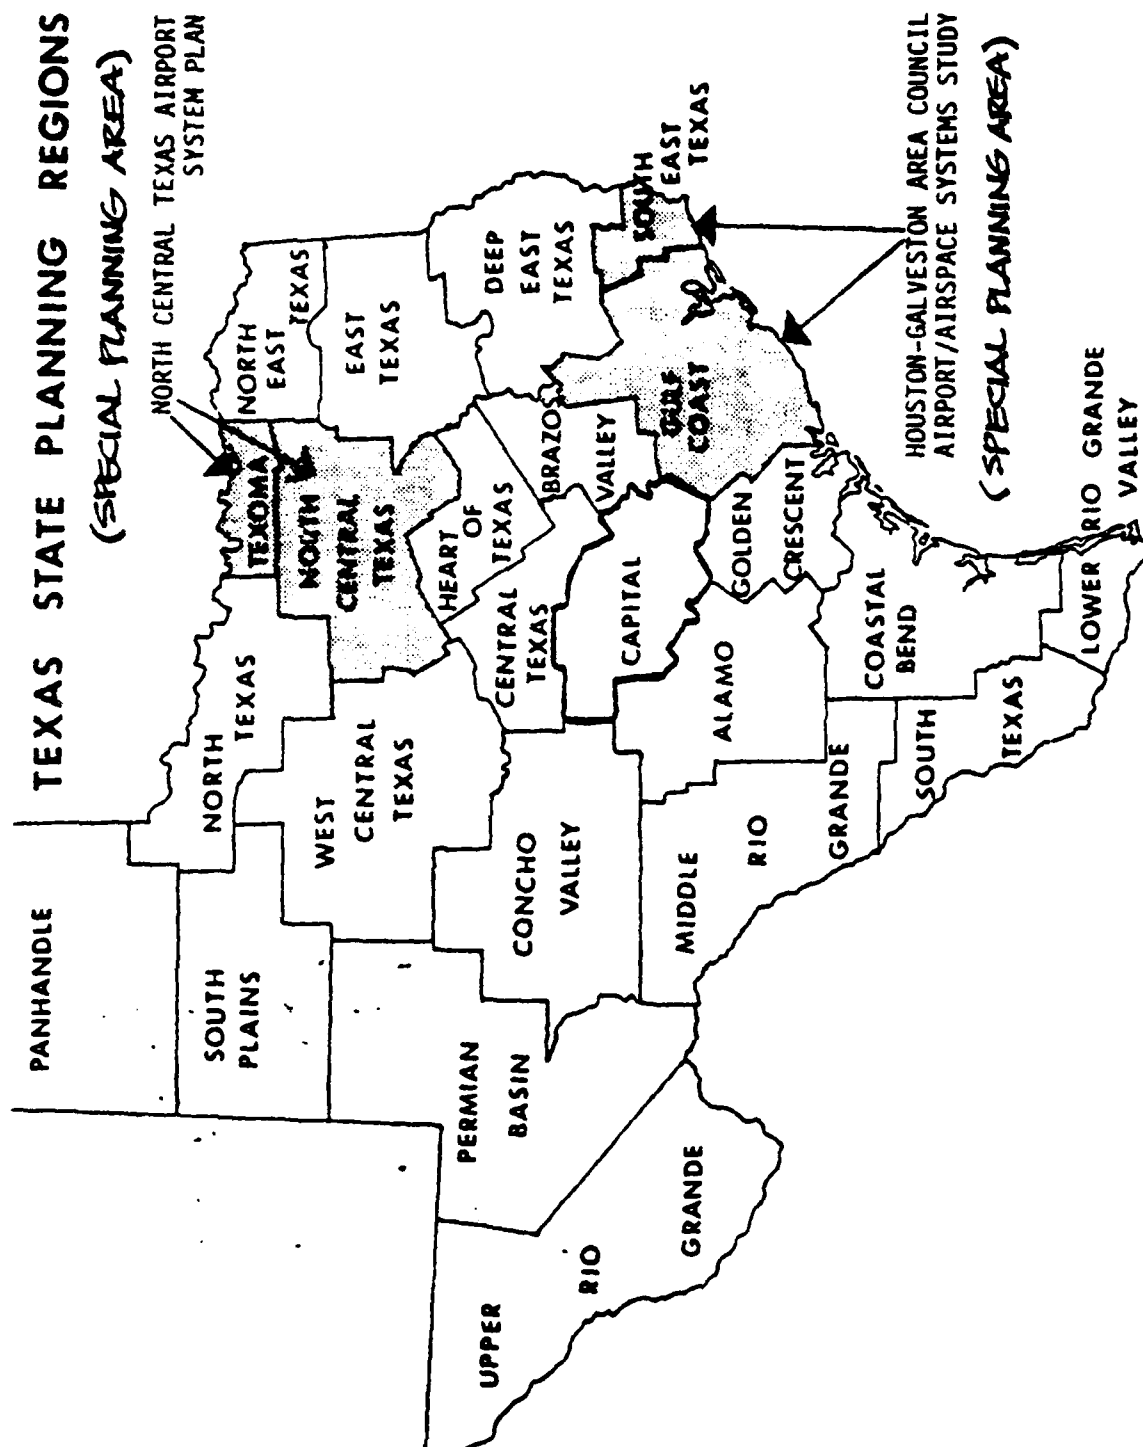 TEXAS STATE PLANNING REGIONS
(SPECIAL PLANNING AREA)
NORTH CENTRAL TEXAS AIRPORT
SYSTEM PLAN
PANHANDLE
SOUTH
PLAINS
NORTH
TEXAS
TEXOMA
NORTH
CENTRAL
TEXAS
NORTH
EAST
TEXAS
EAST
TEXAS
WEST
CENTRAL
TEXAS
UPPER
RIO
GRANDE
PERMIAN
BASIN
CONCHO
VALLEY
HEART
OF
TEXAS
CENTRAL
TEXAS
BRAZOS
VALLEY
DEEP
EAST
TEXAS
SOUTH
EAST
TEXAS
CAPITAL
GULF
COAST
MIDDLE
RIO
GRANDE
ALAMO
GOLDEN
CRESCENT
COASTAL
BEND
SOUTH
TEXAS
LOWER RIO GRANDE
VALLEY
HOUSTON-GALVESTON AREA COUNCIL
AIRPORT/AIRSPACE SYSTEMS STUDY
(SPECIAL PLANNING AREA)